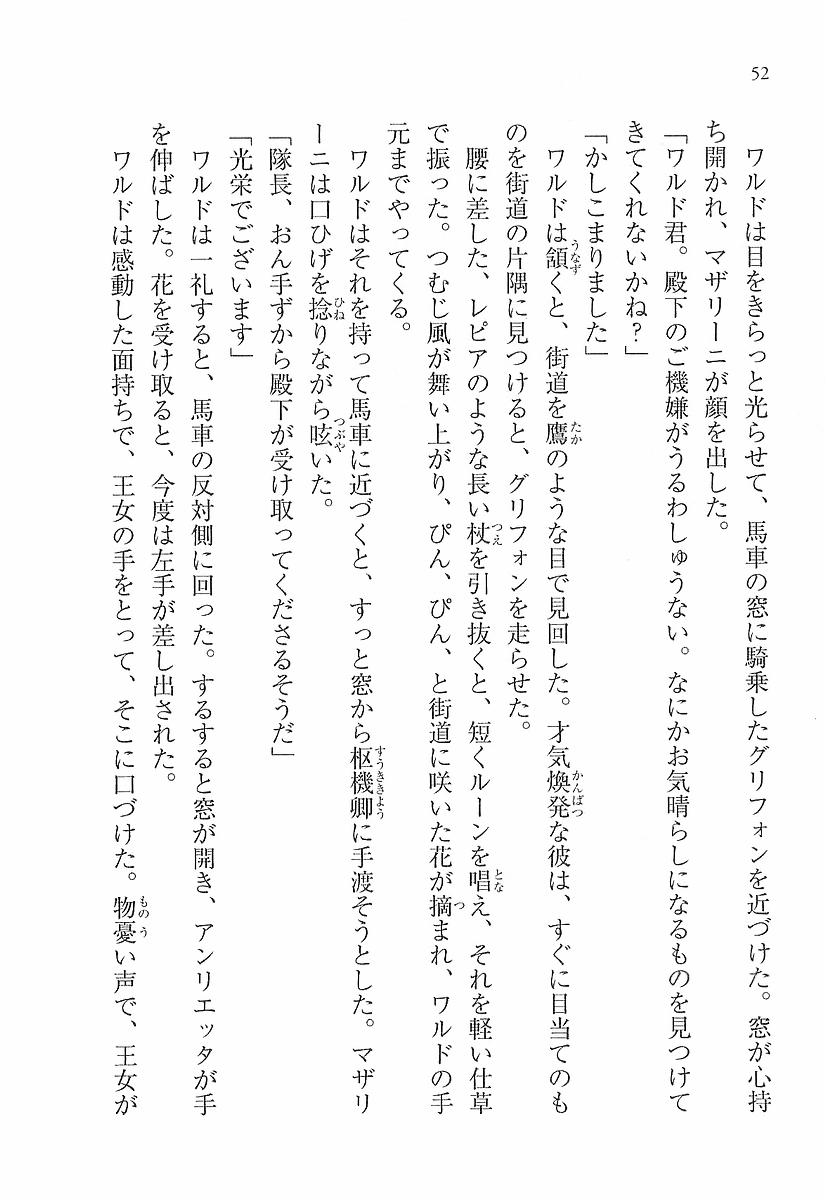 52
ワルドは目をきらっと光らせて、馬車の窓に騎乗したグリフォンを近づけた。窓が心持
ち開かれ、マザリーニが顔を出した。
「ワルド君。殿下のご機嫌がうるわしゅうない。なにかお気晴らしになるものを見つけて
きてくれないかね？」
「かしこまりました」
ワルドは頷くと、街道を鷹のような目で見回した。才気煥発な彼は、すぐに目当てのも
のを街道の片隅に見つけると、グリフォンを走らせた。
腰に差した、レピアのような長い杖を引き抜くと、短くルーンを唱え、それを軽い仕草
で振った。つむじ風が舞い上がり、ぴん、ぴん、と街道に咲いた花が摘まれ、ワルドの手
元までやってくる。
ワルドはそれを持って馬車に近づくと、すっと窓から枢機卿に手渡そうとした。マザリ
ーニは口ひげを捻りながら呟いた。
「隊長、おん手ずから殿下が受け取ってくださるそうだ」
「光栄でございます」
ワルドは一礼すると、馬車の反対側に回った。するすると窓が開き、アンリエッタが手
を伸ばした。花を受け取ると、今度は左手が差し出された。
ワルドは感動した面持ちで、王女の手をとって、そこに口づけた。物憂い声で、王女が